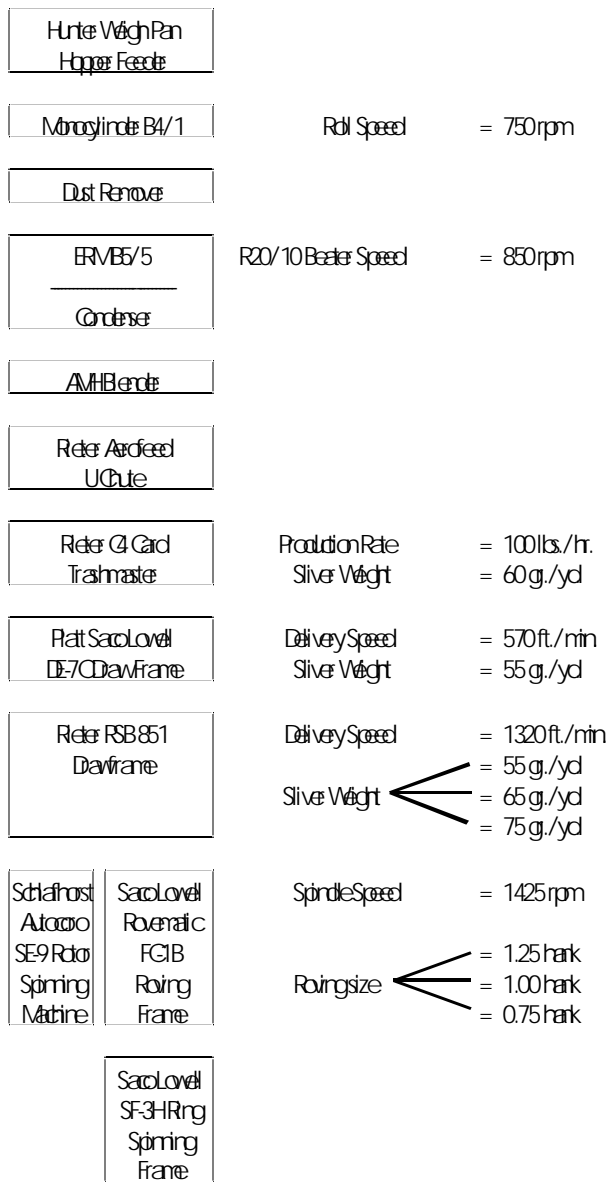 Hunter Weigh Pan
Hopper Feeder
Monocylinder B4/1 Roll Speed = 750 rpm
Dust Remover
ERM B5/5 R20/10 Beater Speed = 850 rpm
Condenser
AMH Blender
Rieter Aerofeed
U Chute
Rieter C4 Card Production Rate = 100 lbs./hr.
Trashmaster Sliver Weight = 60 gr./yd
Platt Saco Lowell Delivery Speed = 570 ft./min
DE-7C Draw Frame Sliver Weight = 55 gr./yd
Rieter RSB 851 Delivery Speed = 1320 ft./min
Drawframe = 55 gr./yd
Sliver Weight = 65 gr./yd
= 75 gr./yd
Schlafhorst Saco Lowell Spindle Speed = 1425 rpm
Autocoro Rovematic
SE-9 Rotor FC-1B = 1.25 hank
Spinning Roving Roving size = 1.00 hank
Machine Frame = 0.75 hank
Saco Lowell
SF-3H Ring
Spinning
Frame